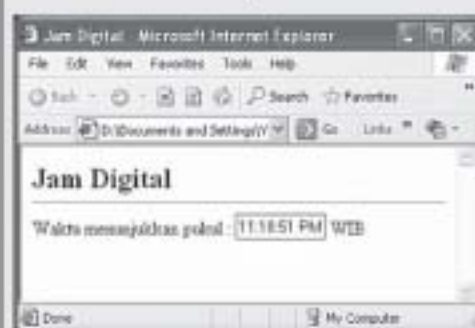 Jam Digital - Microsoft Internet Explorer
File Edit View Favorites Tools Help
Back Search Favorites
Address D:\Documents and Settings\Y Go Links
Jam Digital
Waktu menunjukkan pukul : 11:18:51 PM WIB
Done My Computer